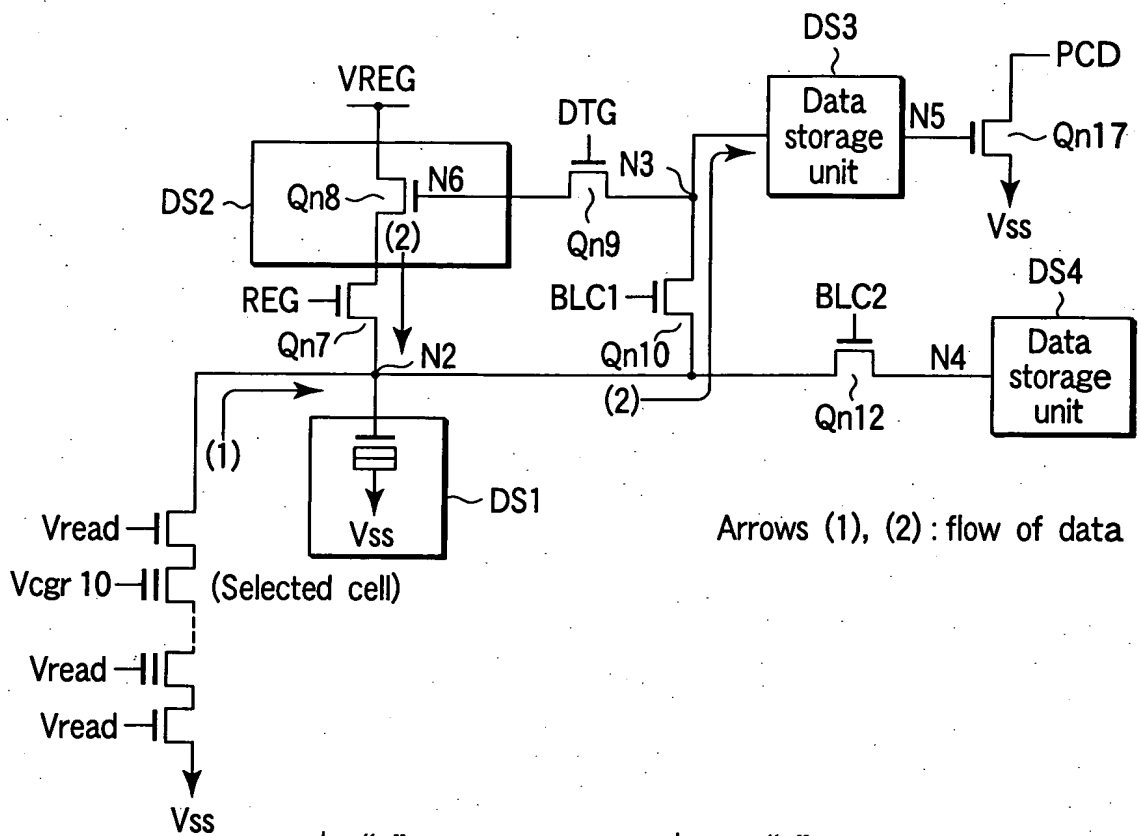 DS3
PCD
VREG
DTG
Data
storage
unit
N5
Qn17
Vss
N3
N6
Qn8
DS2
(2)
Qn9
DS4
REG
BLC1
BLC2
Qn7
Qn10
N2
(2)
N4
Data
storage
unit
Qn12
(1)
DS1
Vss
Arrows (1), (2) : flow of data
Vread
Vcgr 10
(Selected cell)
Vread
Vread
Vss